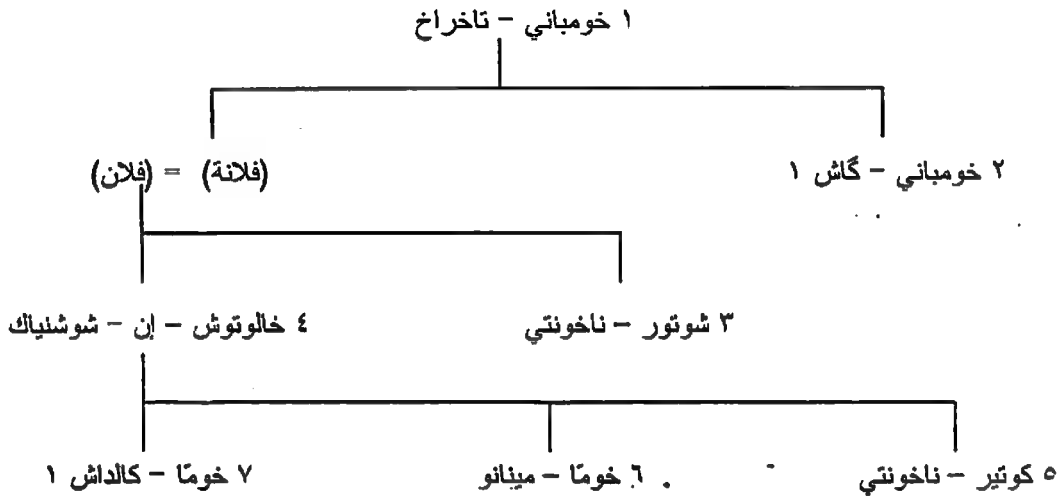 ١ خومباني – تاخراخ
٢ خومباني – گاش ١
(فلانة) = (فلان)
٣ شوتور – ناخونتي
٤ خالوتوش – إن – شوشنياك
٥ كوتير – ناخونتي
٦ خومّا – مينانو
٧ خومّا – كالداش ١